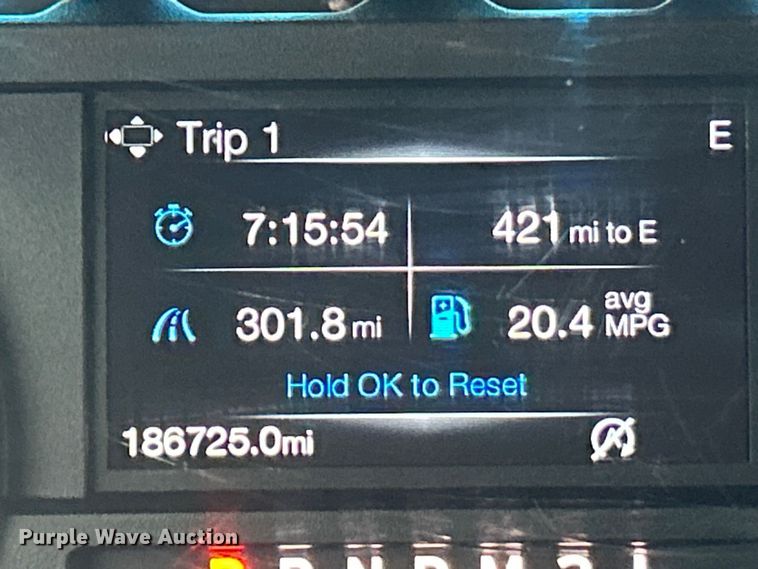 Trip 1 E
7:15:54 421 mi to E
301.8 mi 20.4 avg MPG
Hold OK to Reset
186725.0mi
Purple Wave Auction